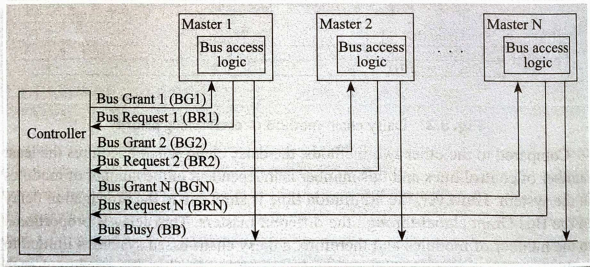 Master 1
Bus access
logic
Master 2
Bus access
logic
. . .
Master N
Bus access
logic
Controller
Bus Grant 1 (BG1)
Bus Request 1 (BR1)
Bus Grant 2 (BG2)
Bus Request 2 (BR2)
Bus Grant N (BGN)
Bus Request N (BRN)
Bus Busy (BB)